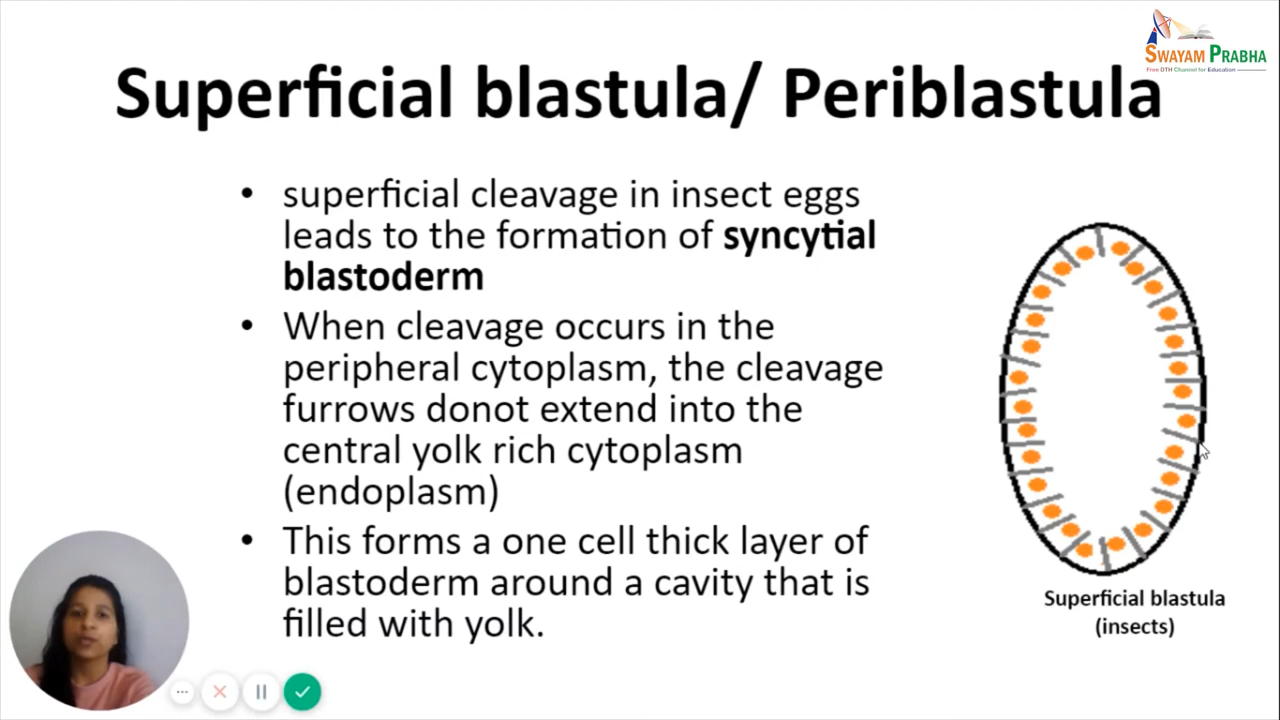 SWAYAM PRABHA
Free DTH Channel for Education
Superficial blastula/ Periblastula
• superficial cleavage in insect eggs
leads to the formation of syncytial
blastoderm
• When cleavage occurs in the
peripheral cytoplasm, the cleavage
furrows donot extend into the
central yolk rich cytoplasm
(endoplasm)
• This forms a one cell thick layer of
blastoderm around a cavity that is
filled with yolk.
Superficial blastula
(insects)